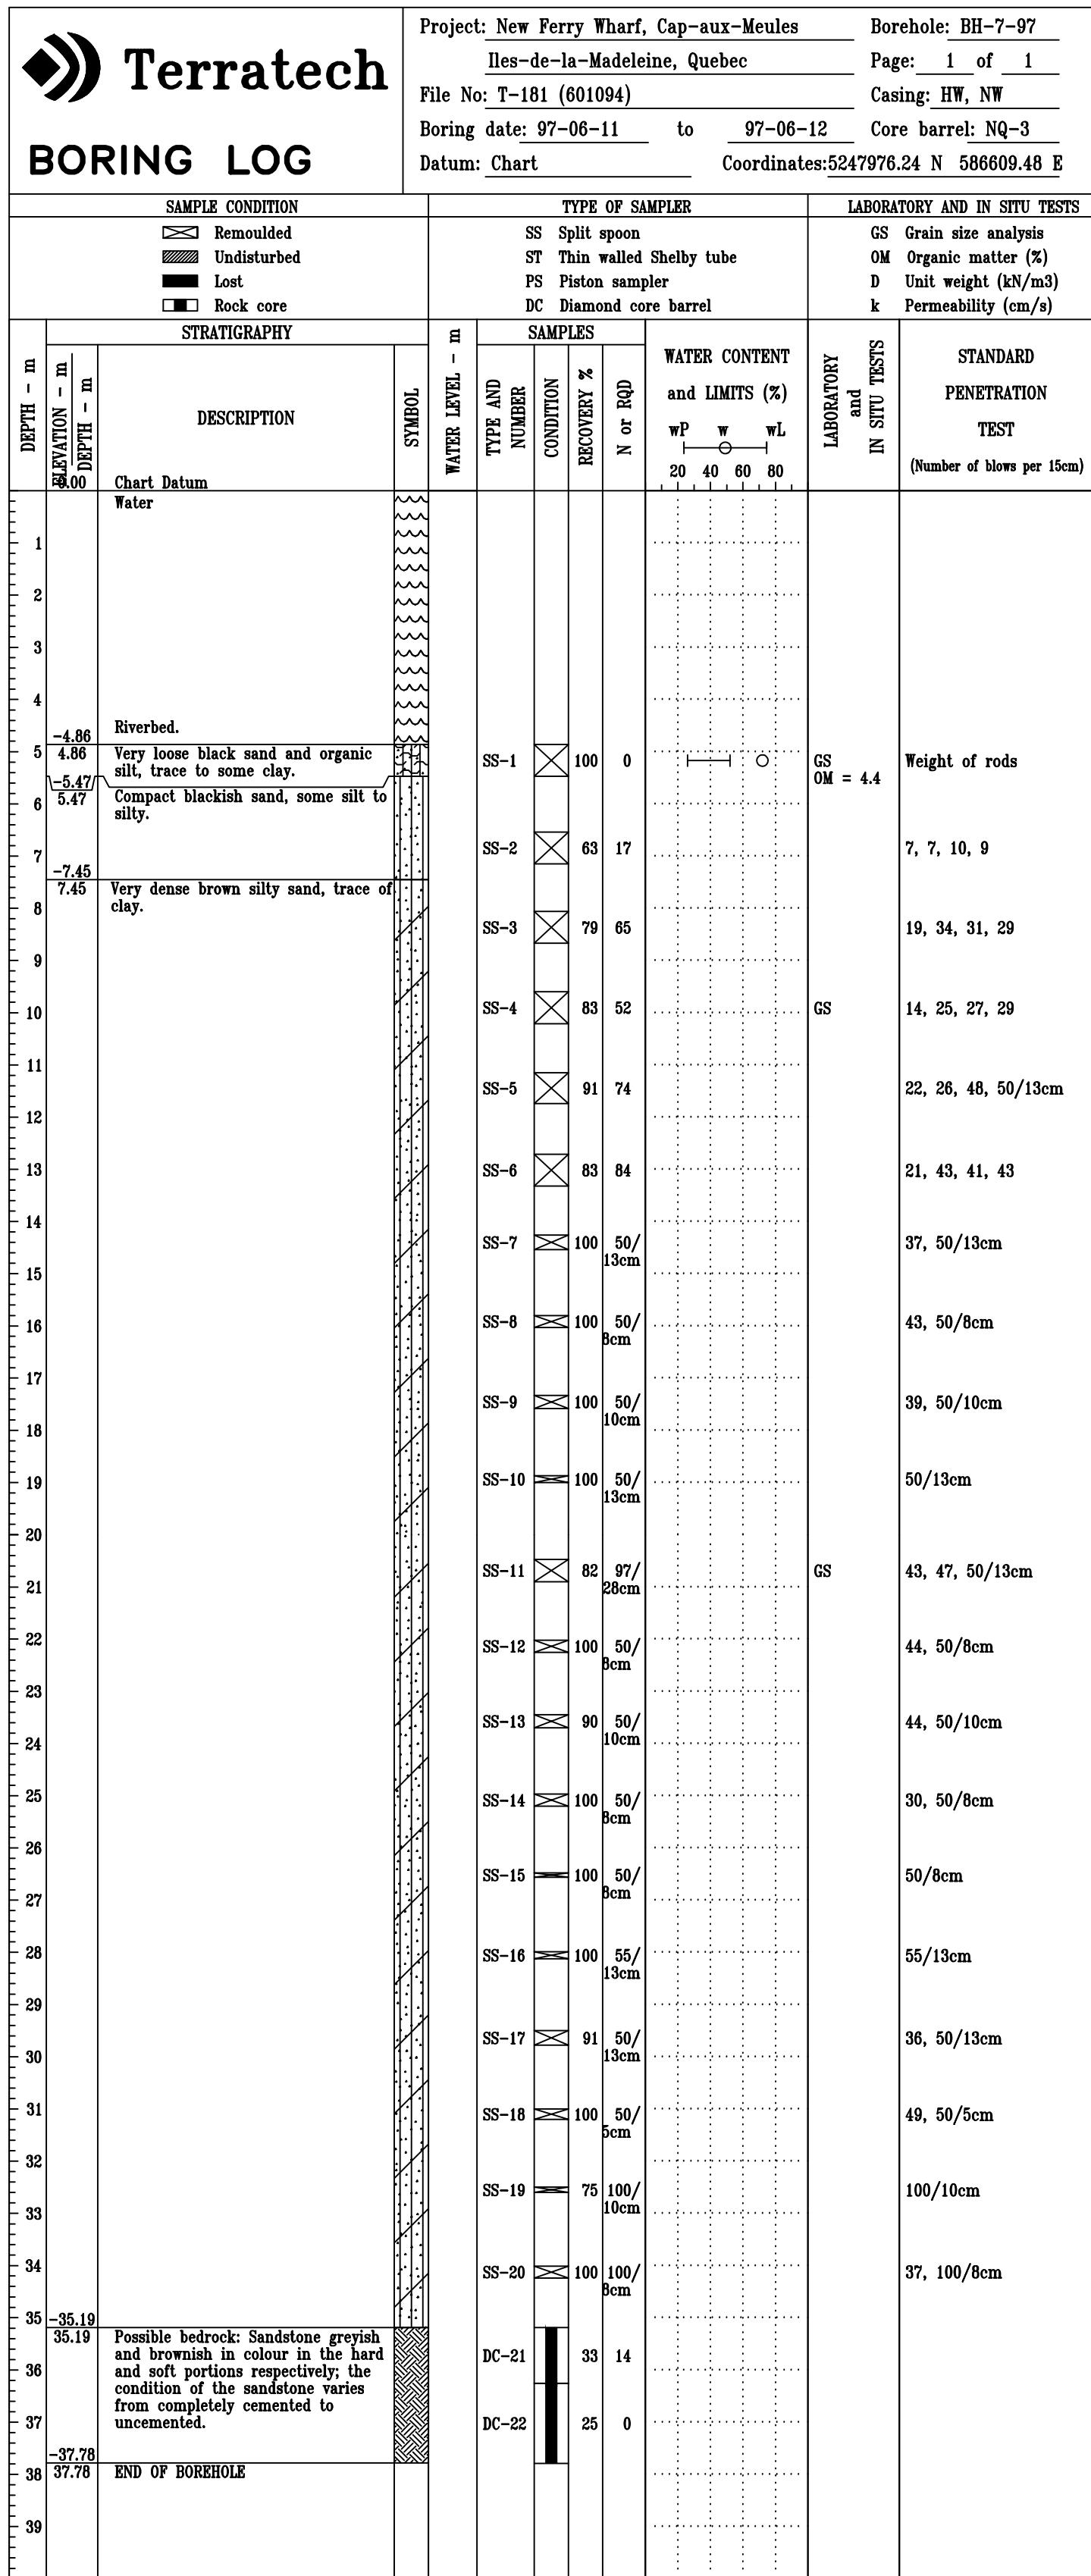 Terratech
BORING LOG
Project: New Ferry Wharf, Cap-aux-Meules
Iles-de-la-Madeleine, Quebec
File No: T-181 (601094)
Boring date: 97-06-11 to 97-06-12
Datum: Chart
Borehole: BH-7-97
Page: 1 of 1
Casing: HW, NW
Core barrel: NQ-3
Coordinates:5247976.24 N 586609.48 E
SAMPLE CONDITION
Remoulded
Undisturbed
Lost
Rock core
TYPE OF SAMPLER
SS Split spoon
ST Thin walled Shelby tube
PS Piston sampler
DC Diamond core barrel
LABORATORY AND IN SITU TESTS
GS Grain size analysis
OM Organic matter (%)
D Unit weight (kN/m3)
k Permeability (cm/s)
DEPTH - m
STRATIGRAPHY
ELEVATION - m
DEPTH - m
DESCRIPTION
SYMBOL
WATER LEVEL - m
SAMPLES
TYPE AND
NUMBER
CONDITION
RECOVERY %
N or RQD
WATER CONTENT
and LIMITS (%)
wP w wL
20 40 60 80
LABORATORY
and
IN SITU TESTS
STANDARD
PENETRATION
TEST
(Number of blows per 15cm)
0.00 Chart Datum
Water
1
2
3
4
Riverbed.
-4.86
5
4.86 Very loose black sand and organic
silt, trace to some clay.
SS-1 100 0 GS Weight of rods
OM = 4.4
-5.47
5.47 Compact blackish sand, some silt to
silty.
6
SS-2 63 17 7, 7, 10, 9
7
-7.45
7.45 Very dense brown silty sand, trace of
clay.
8
SS-3 79 65 19, 34, 31, 29
9
10
SS-4 83 52 GS 14, 25, 27, 29
11
SS-5 91 74 22, 26, 48, 50/13cm
12
13
SS-6 83 84 21, 43, 41, 43
14
SS-7 100 50/ 37, 50/13cm
13cm
15
16
SS-8 100 50/ 43, 50/8cm
8cm
17
SS-9 100 50/ 39, 50/10cm
10cm
18
19
SS-10 100 50/ 50/13cm
13cm
20
SS-11 82 97/ GS 43, 47, 50/13cm
28cm
21
22
SS-12 100 50/ 44, 50/8cm
8cm
23
SS-13 90 50/ 44, 50/10cm
10cm
24
25
SS-14 100 50/ 30, 50/8cm
8cm
26
SS-15 100 50/ 50/8cm
8cm
27
28
SS-16 100 55/ 55/13cm
13cm
29
SS-17 91 50/ 36, 50/13cm
13cm
30
31
SS-18 100 50/ 49, 50/5cm
5cm
32
SS-19 75 100/ 100/10cm
10cm
33
34
SS-20 100 100/ 37, 100/8cm
8cm
35
-35.19
35.19 Possible bedrock: Sandstone greyish
and brownish in colour in the hard
and soft portions respectively; the
condition of the sandstone varies
from completely cemented to
uncemented.
DC-21 33 14
36
37
DC-22 25 0
-37.78
37.78 END OF BOREHOLE
38
39